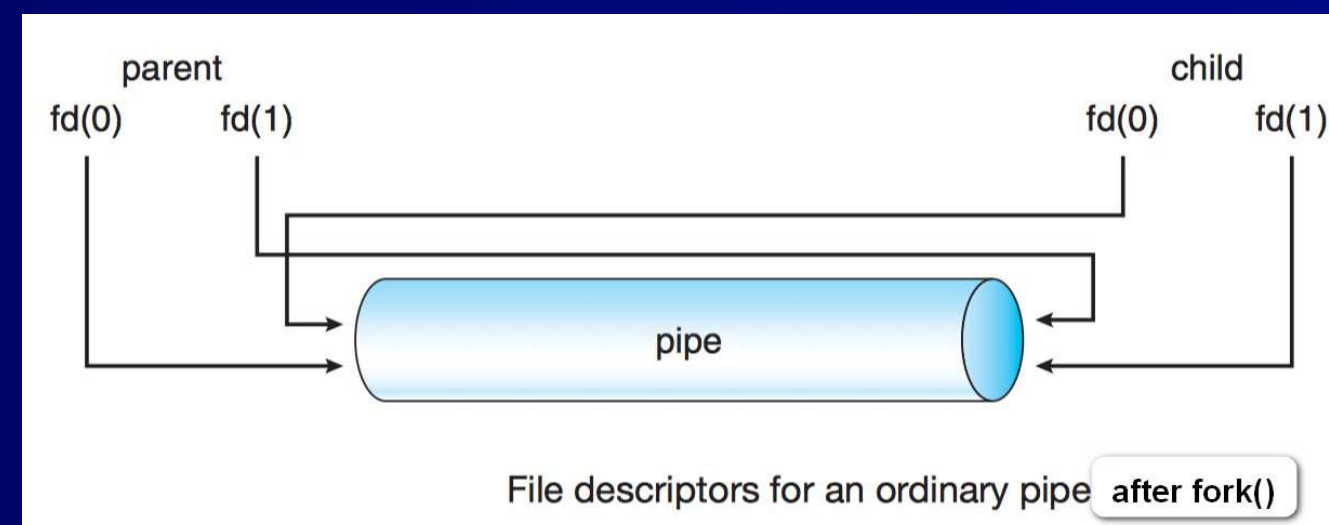 parent child
fd(0) fd(1) fd(0) fd(1)
pipe
File descriptors for an ordinary pipe after fork()